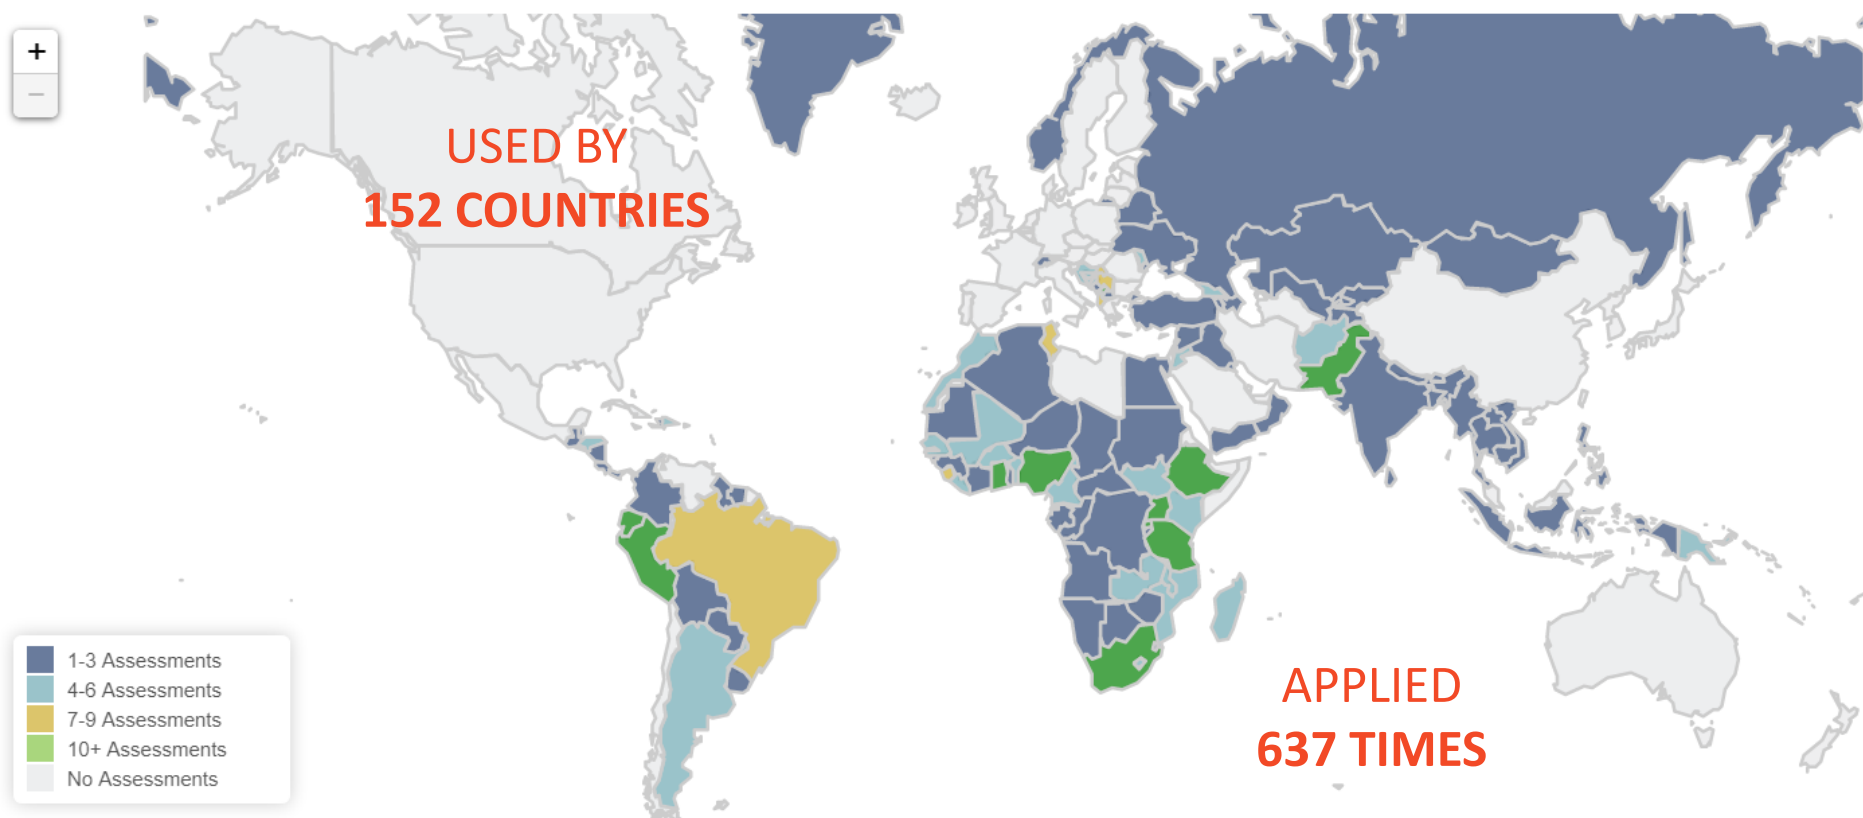 +
−
USED BY
152 COUNTRIES
APPLIED
637 TIMES
1-3 Assessments
4-6 Assessments
7-9 Assessments
10+ Assessments
No Assessments